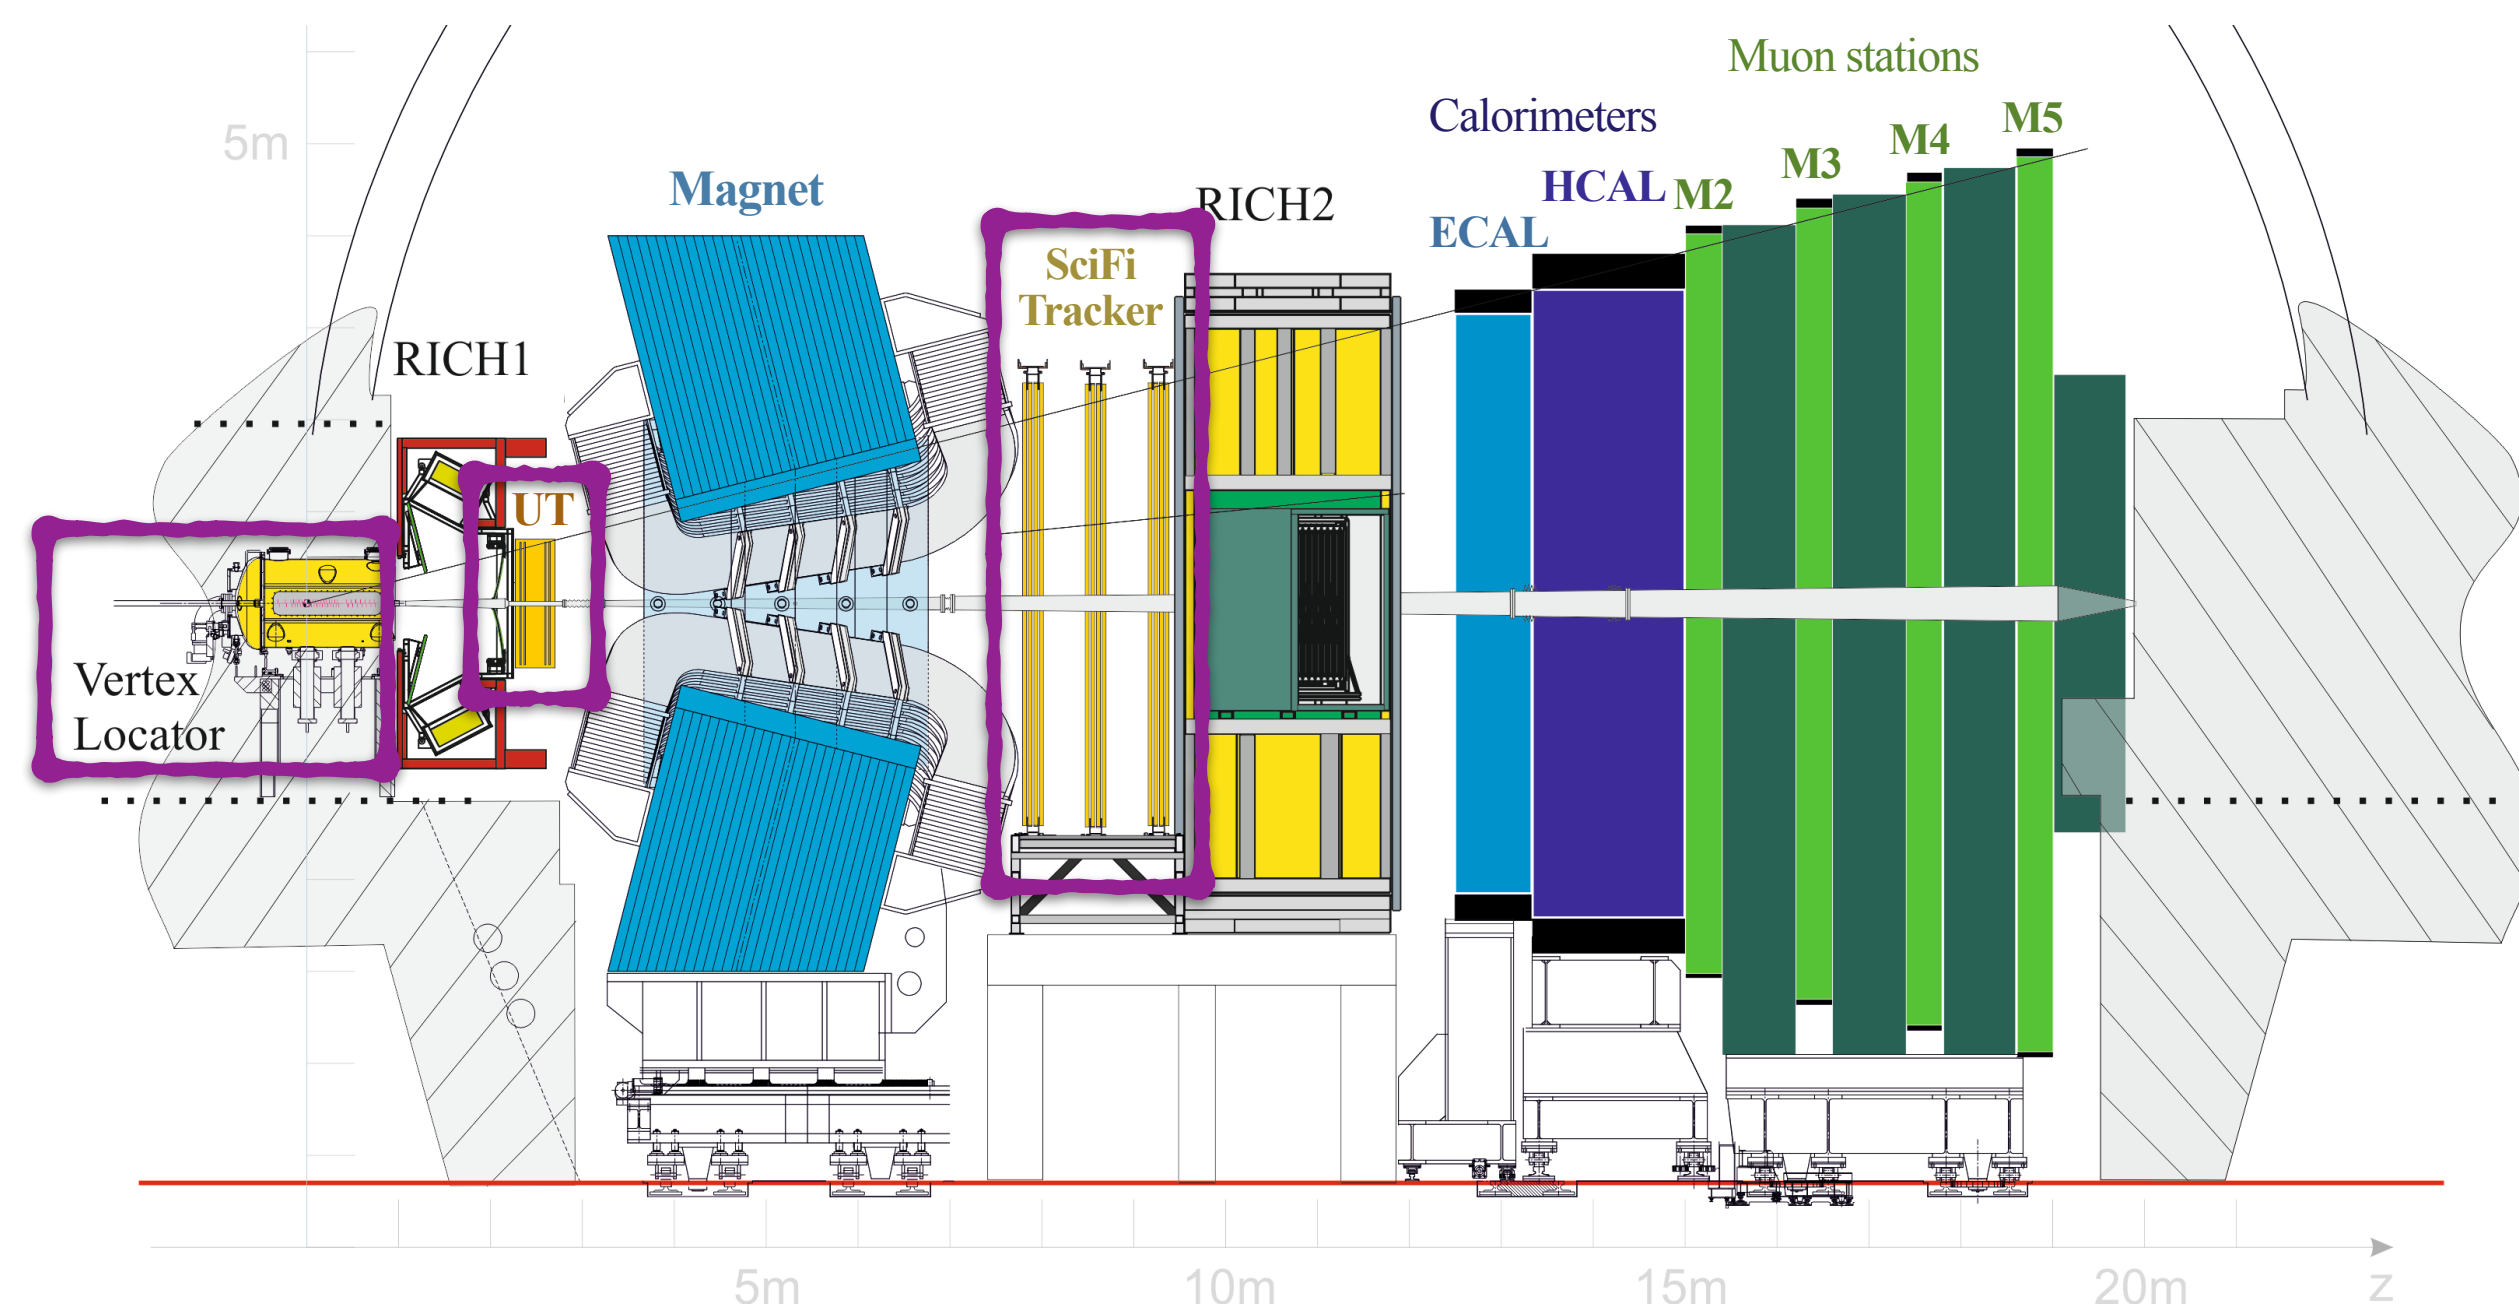 Muon stations
Calorimeters
M5
M4
M3
5m
Magnet
HCAL
M2
RICH2
ECAL
SciFi
Tracker
RICH1
UT
Vertex
Locator
5m
10m
15m
20m
z